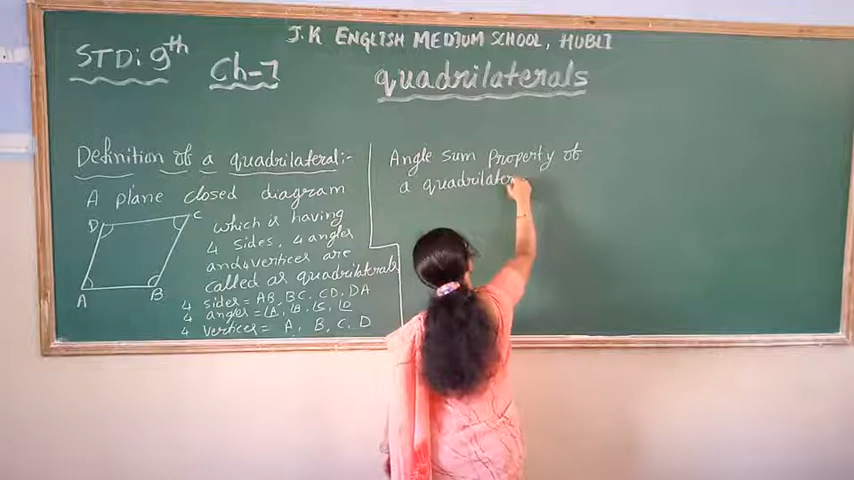 J.K ENGLISH MEDIUM SCHOOL, HUBLI
STD: 9th
Ch-7
Quadrilaterals
Definition of a quadrilateral:-
A plane closed diagram
which is having
4 sides, 4 angles
and 4 vertices are
called as quadrilaterals
4 sides = AB, BC, CD, DA
4 angles = ∠A, ∠B, ∠C, ∠D
4 vertices = A, B, C, D
D C
A B
Angle sum property of
a quadrilater